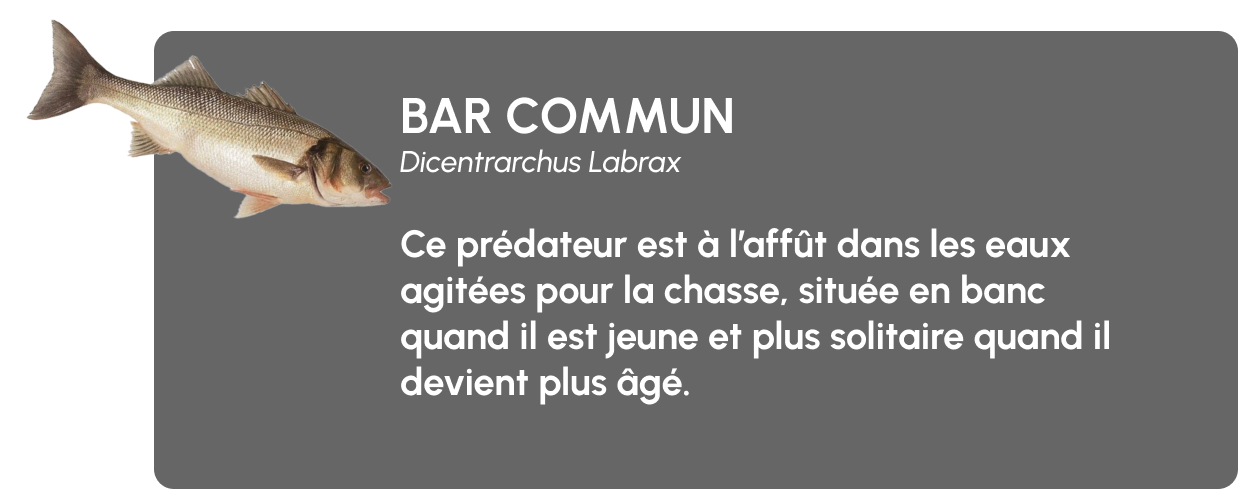 BAR COMMUN
Dicentrarchus Labrax
Ce prédateur est à l’affût dans les eaux
agitées pour la chasse, située en banc
quand il est jeune et plus solitaire quand il
devient plus âgé.